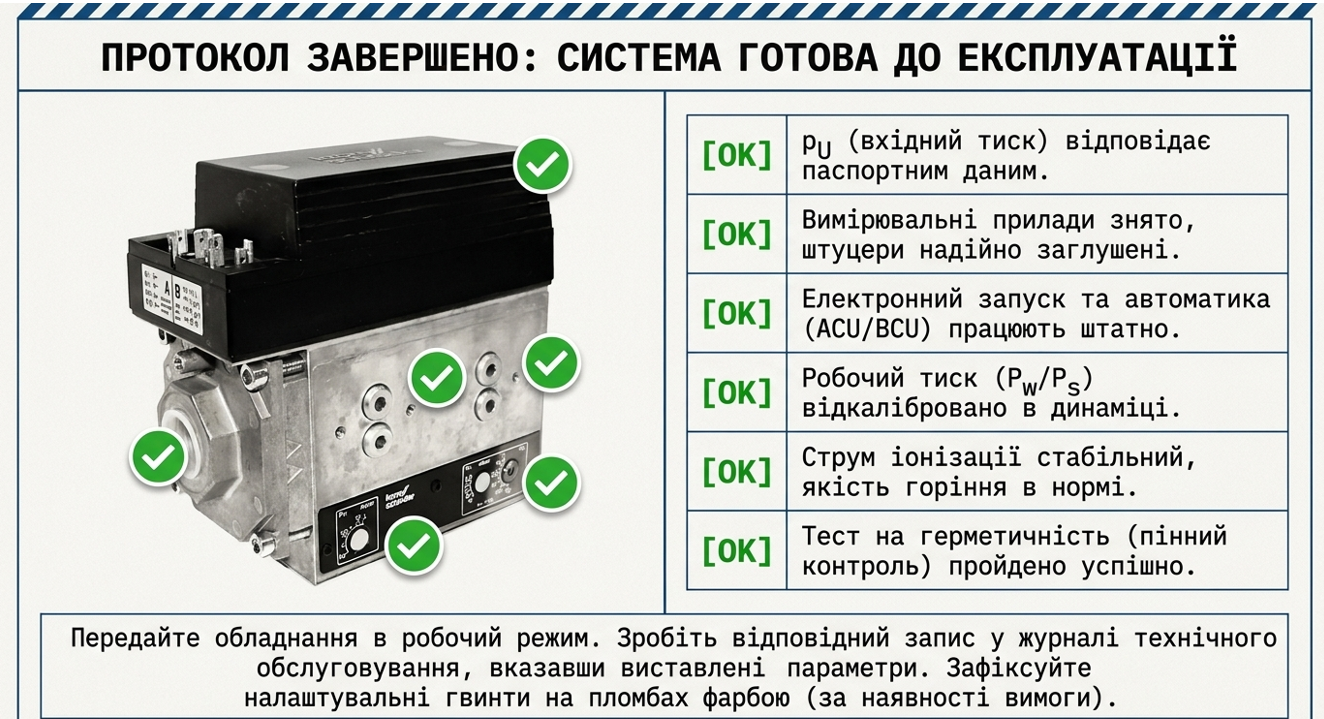 ПРОТОКОЛ ЗАВЕРШЕНО: СИСТЕМА ГОТОВА ДО ЕКСПЛУАТАЦІЇ
[OK] pU (вхідний тиск) відповідає
паспортним даним.
[OK] Вимірювальні прилади знято,
штуцери надійно заглушені.
[OK] Електронний запуск та автоматика
(ACU/BCU) працюють штатно.
[OK] Робочий тиск (PW/PS)
відкалібровано в динаміці.
[OK] Струм іонізації стабільний,
якість горіння в нормі.
[OK] Тест на герметичність (пінний
контроль) пройдено успішно.
A B
Передайте обладнання в робочий режим. Зробіть відповідний запис у журналі технічного
обслуговування, вказавши виставлені параметри. Зафіксуйте
налаштувальні гвинти на пломбах фарбою (за наявності вимоги).